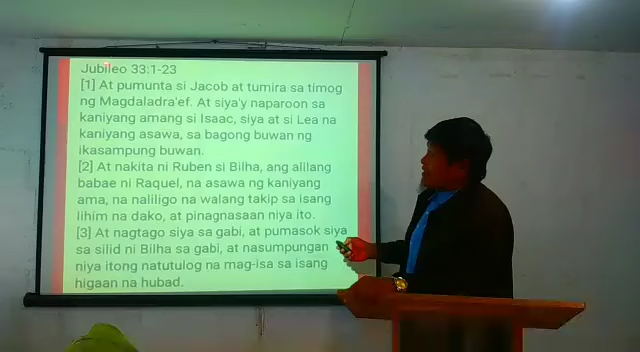 Jubileo 33:1-23
[1] At pumunta si Jacob at tumira sa timog
ng Magdaladra'ef. At siya'y naparoon sa
kaniyang amang si Isaac, siya at si Lea na
kaniyang asawa, sa bagong buwan ng
ikasampung buwan.
[2] At nakita ni Ruben si Bilha, ang alilang
babae ni Raquel, na asawa ng kaniyang
ama, na naliligo na walang takip sa isang
lihim na dako, at pinagnasaan niya ito.
[3] At nagtago siya sa gabi, at pumasok siya
sa silid ni Bilha sa gabi, at nasumpungan
niya itong natutulog na mag-isa sa isang
higaan na hubad.